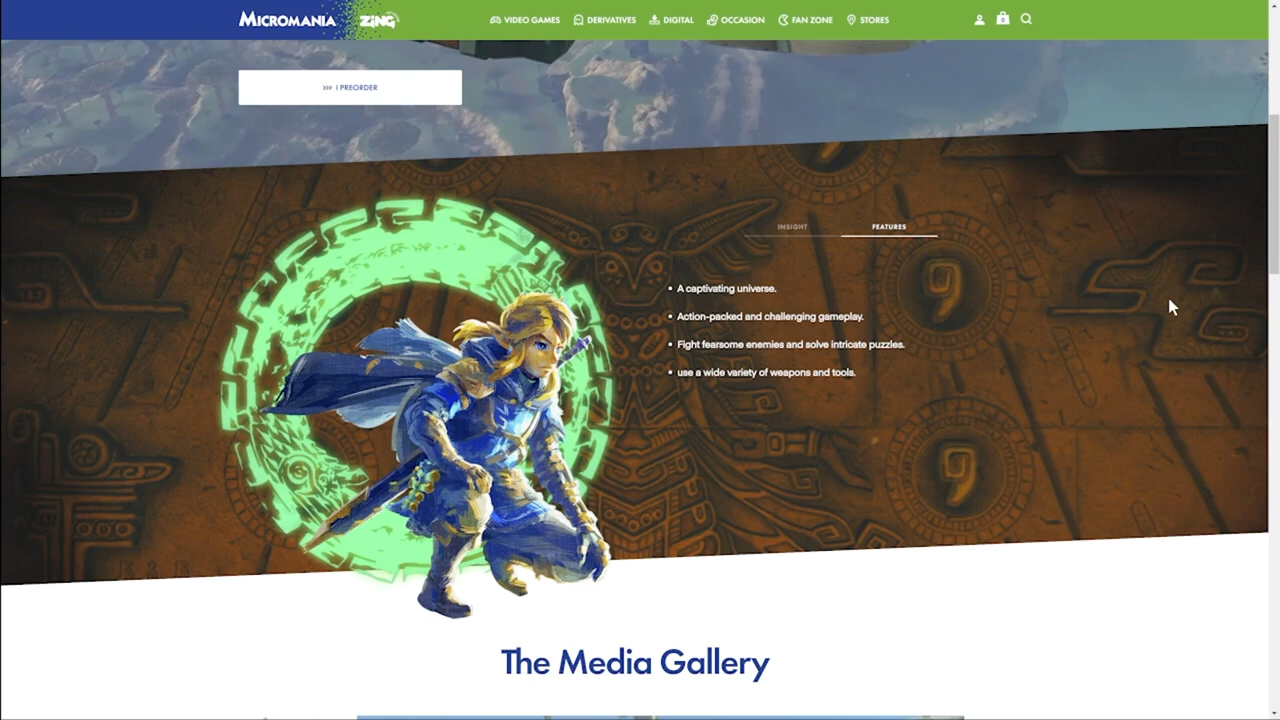 MICROMANIA ZiNG VIDEO GAMES DERIVATIVES DIGITAL OCCASION FAN ZONE STORES 0
››› I PREORDER
INSIGHT FEATURES
• A captivating universe.
• Action-packed and challenging gameplay.
• Fight fearsome enemies and solve intricate puzzles.
• use a wide variety of weapons and tools.
The Media Gallery